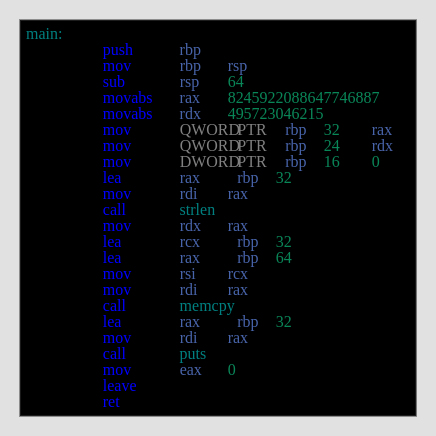 main:
push rbp
mov rbp rsp
sub rsp 64
movabs rax 8245922088647746887
movabs rdx 495723046215
mov QWORD PTR rbp 32 rax
mov QWORD PTR rbp 24 rdx
mov DWORD PTR rbp 16 0
lea rax rbp 32
mov rdi rax
call strlen
mov rdx rax
lea rcx rbp 32
lea rax rbp 64
mov rsi rcx
mov rdi rax
call memcpy
lea rax rbp 32
mov rdi rax
call puts
mov eax 0
leave
ret